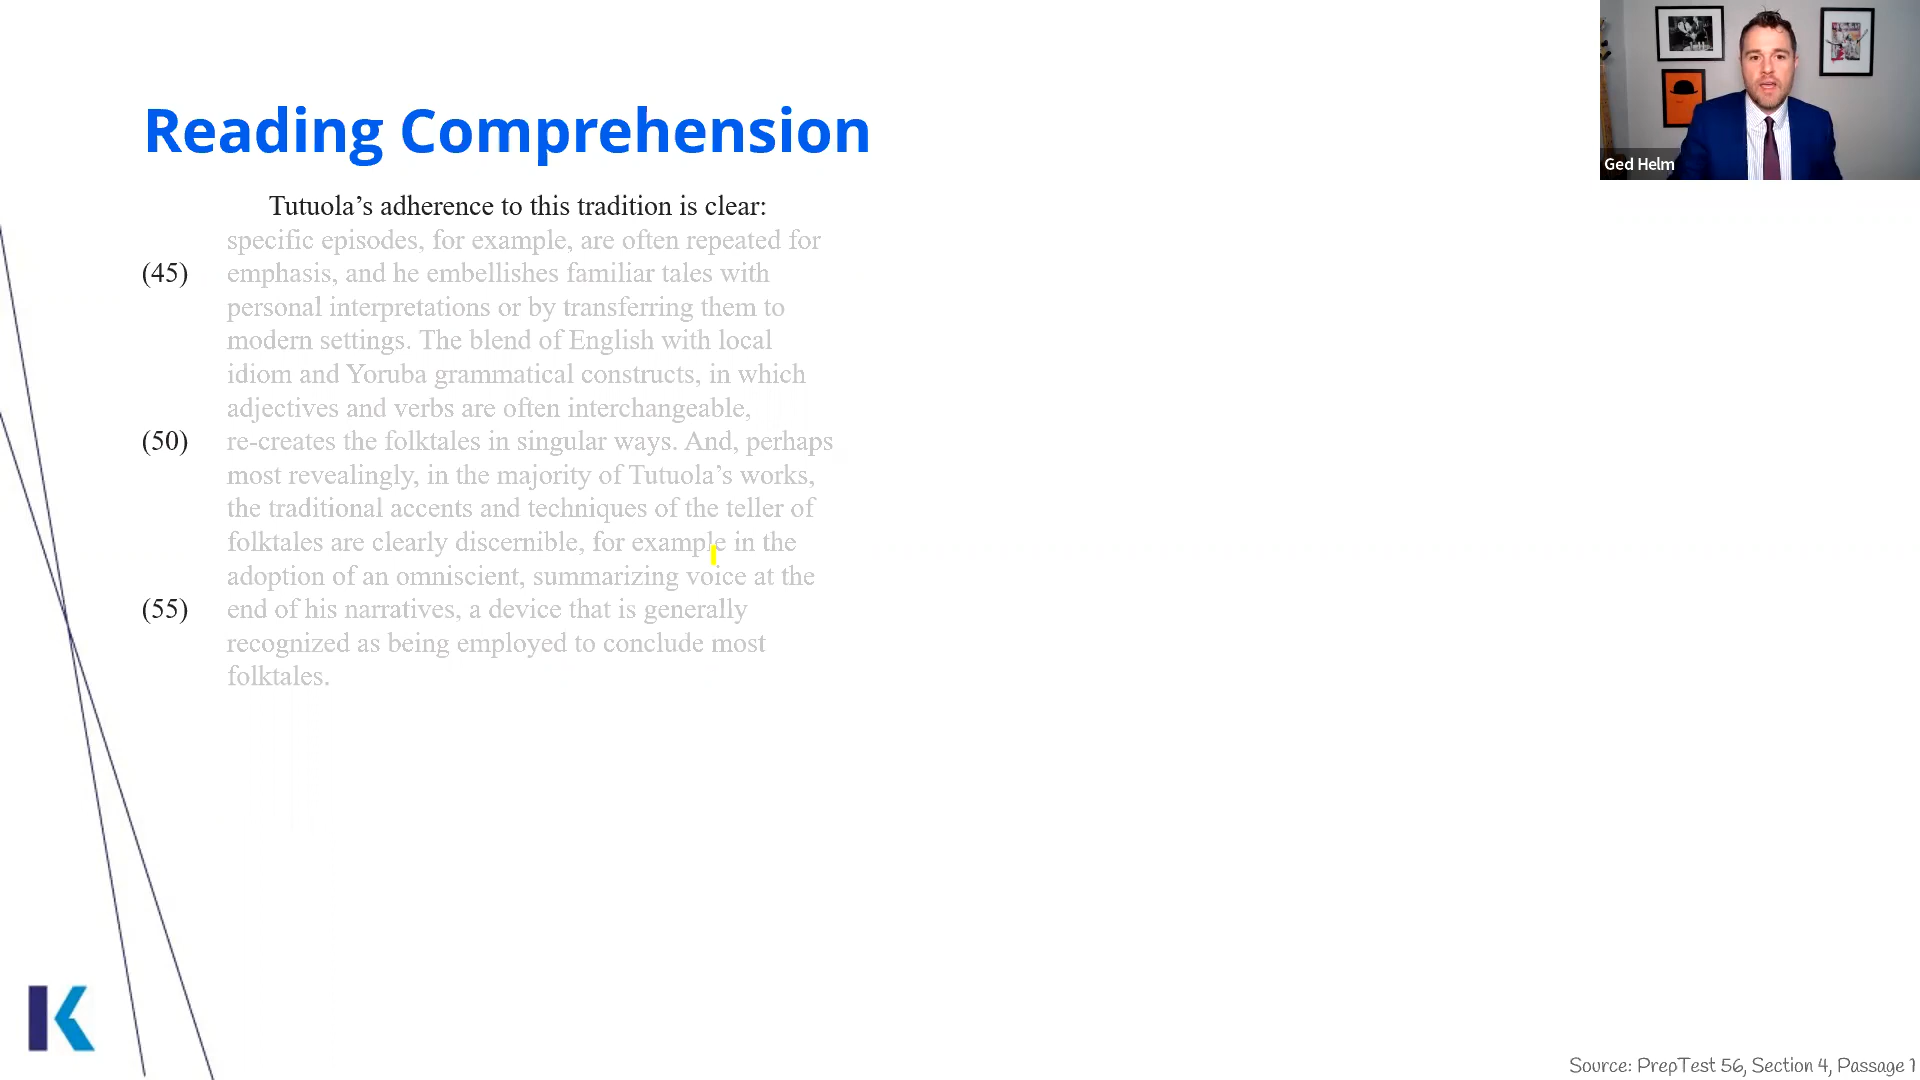 Reading Comprehension
Ged Helm
Tutuola’s adherence to this tradition is clear:
specific episodes, for example, are often repeated for
(45) emphasis, and he embellishes familiar tales with
personal interpretations or by transferring them to
modern settings. The blend of English with local
idiom and Yoruba grammatical constructs, in which
adjectives and verbs are often interchangeable,
(50) re-creates the folktales in singular ways. And, perhaps
most revealingly, in the majority of Tutuola’s works,
the traditional accents and techniques of the teller of
folktales are clearly discernible, for example in the
adoption of an omniscient, summarizing voice at the
(55) end of his narratives, a device that is generally
recognized as being employed to conclude most
folktales.
K
Source: PrepTest 56, Section 4, Passage 1